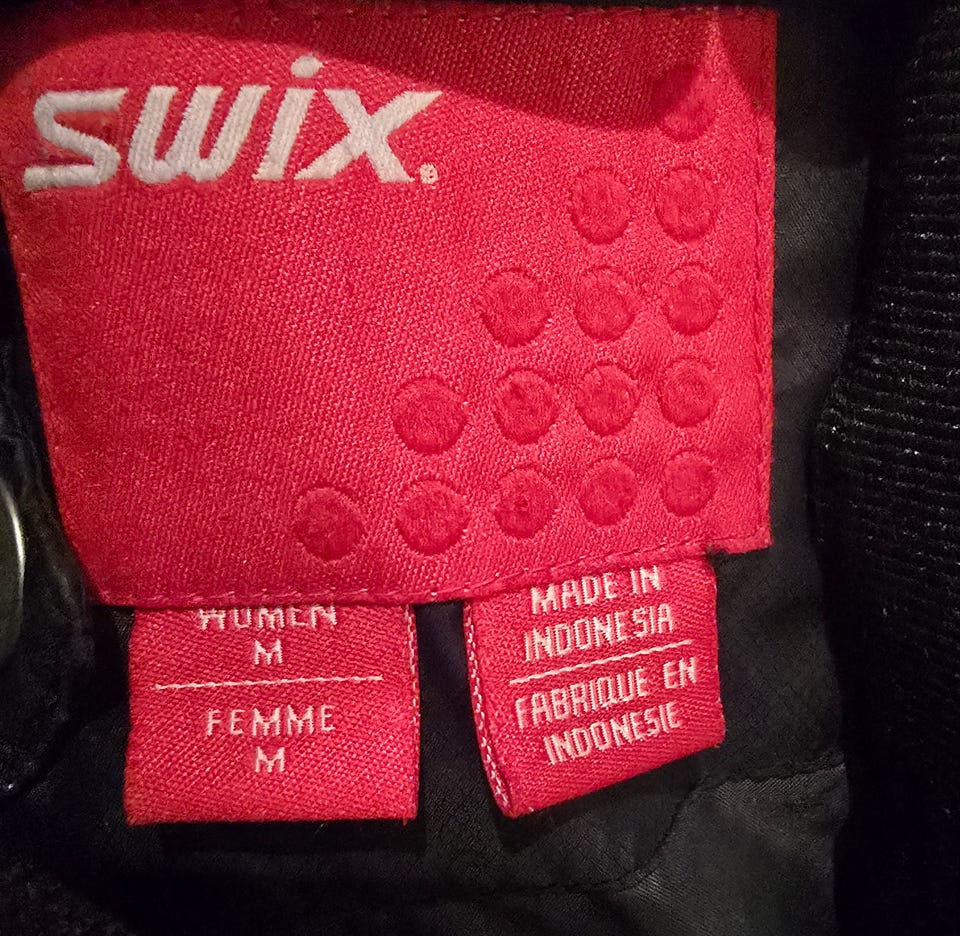 swix.
WOMEN
M
FEMME
M
MADE IN
INDONESIA
FABRIQUE EN
INDONESIE